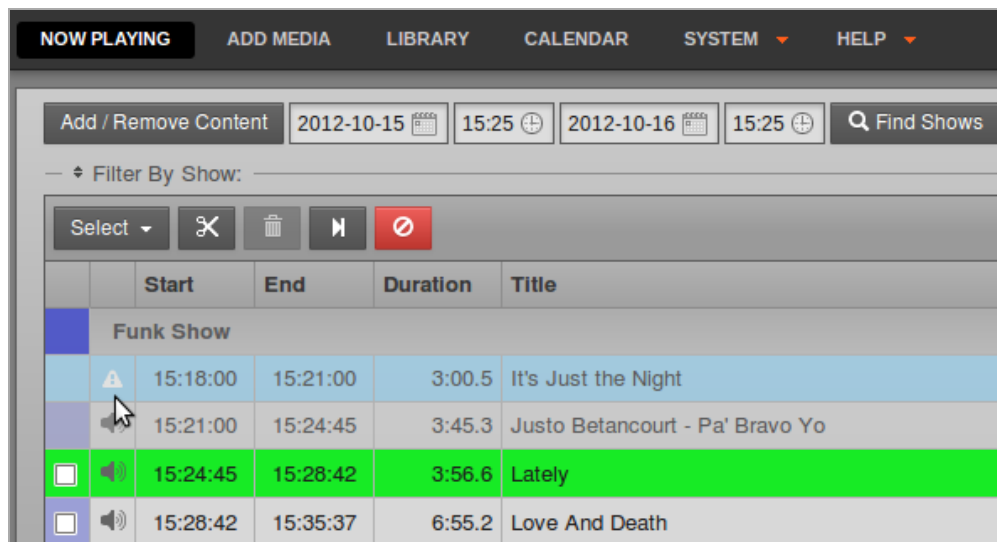 NOW PLAYING ADD MEDIA LIBRARY CALENDAR SYSTEM HELP
Add / Remove Content 2012-10-15 15:25 2012-10-16 15:25 Find Shows
Filter By Show:
Select
Start End Duration Title
Funk Show
15:18:00 15:21:00 3:00.5 It's Just the Night
15:21:00 15:24:45 3:45.3 Justo Betancourt - Pa' Bravo Yo
15:24:45 15:28:42 3:56.6 Lately
15:28:42 15:35:37 6:55.2 Love And Death